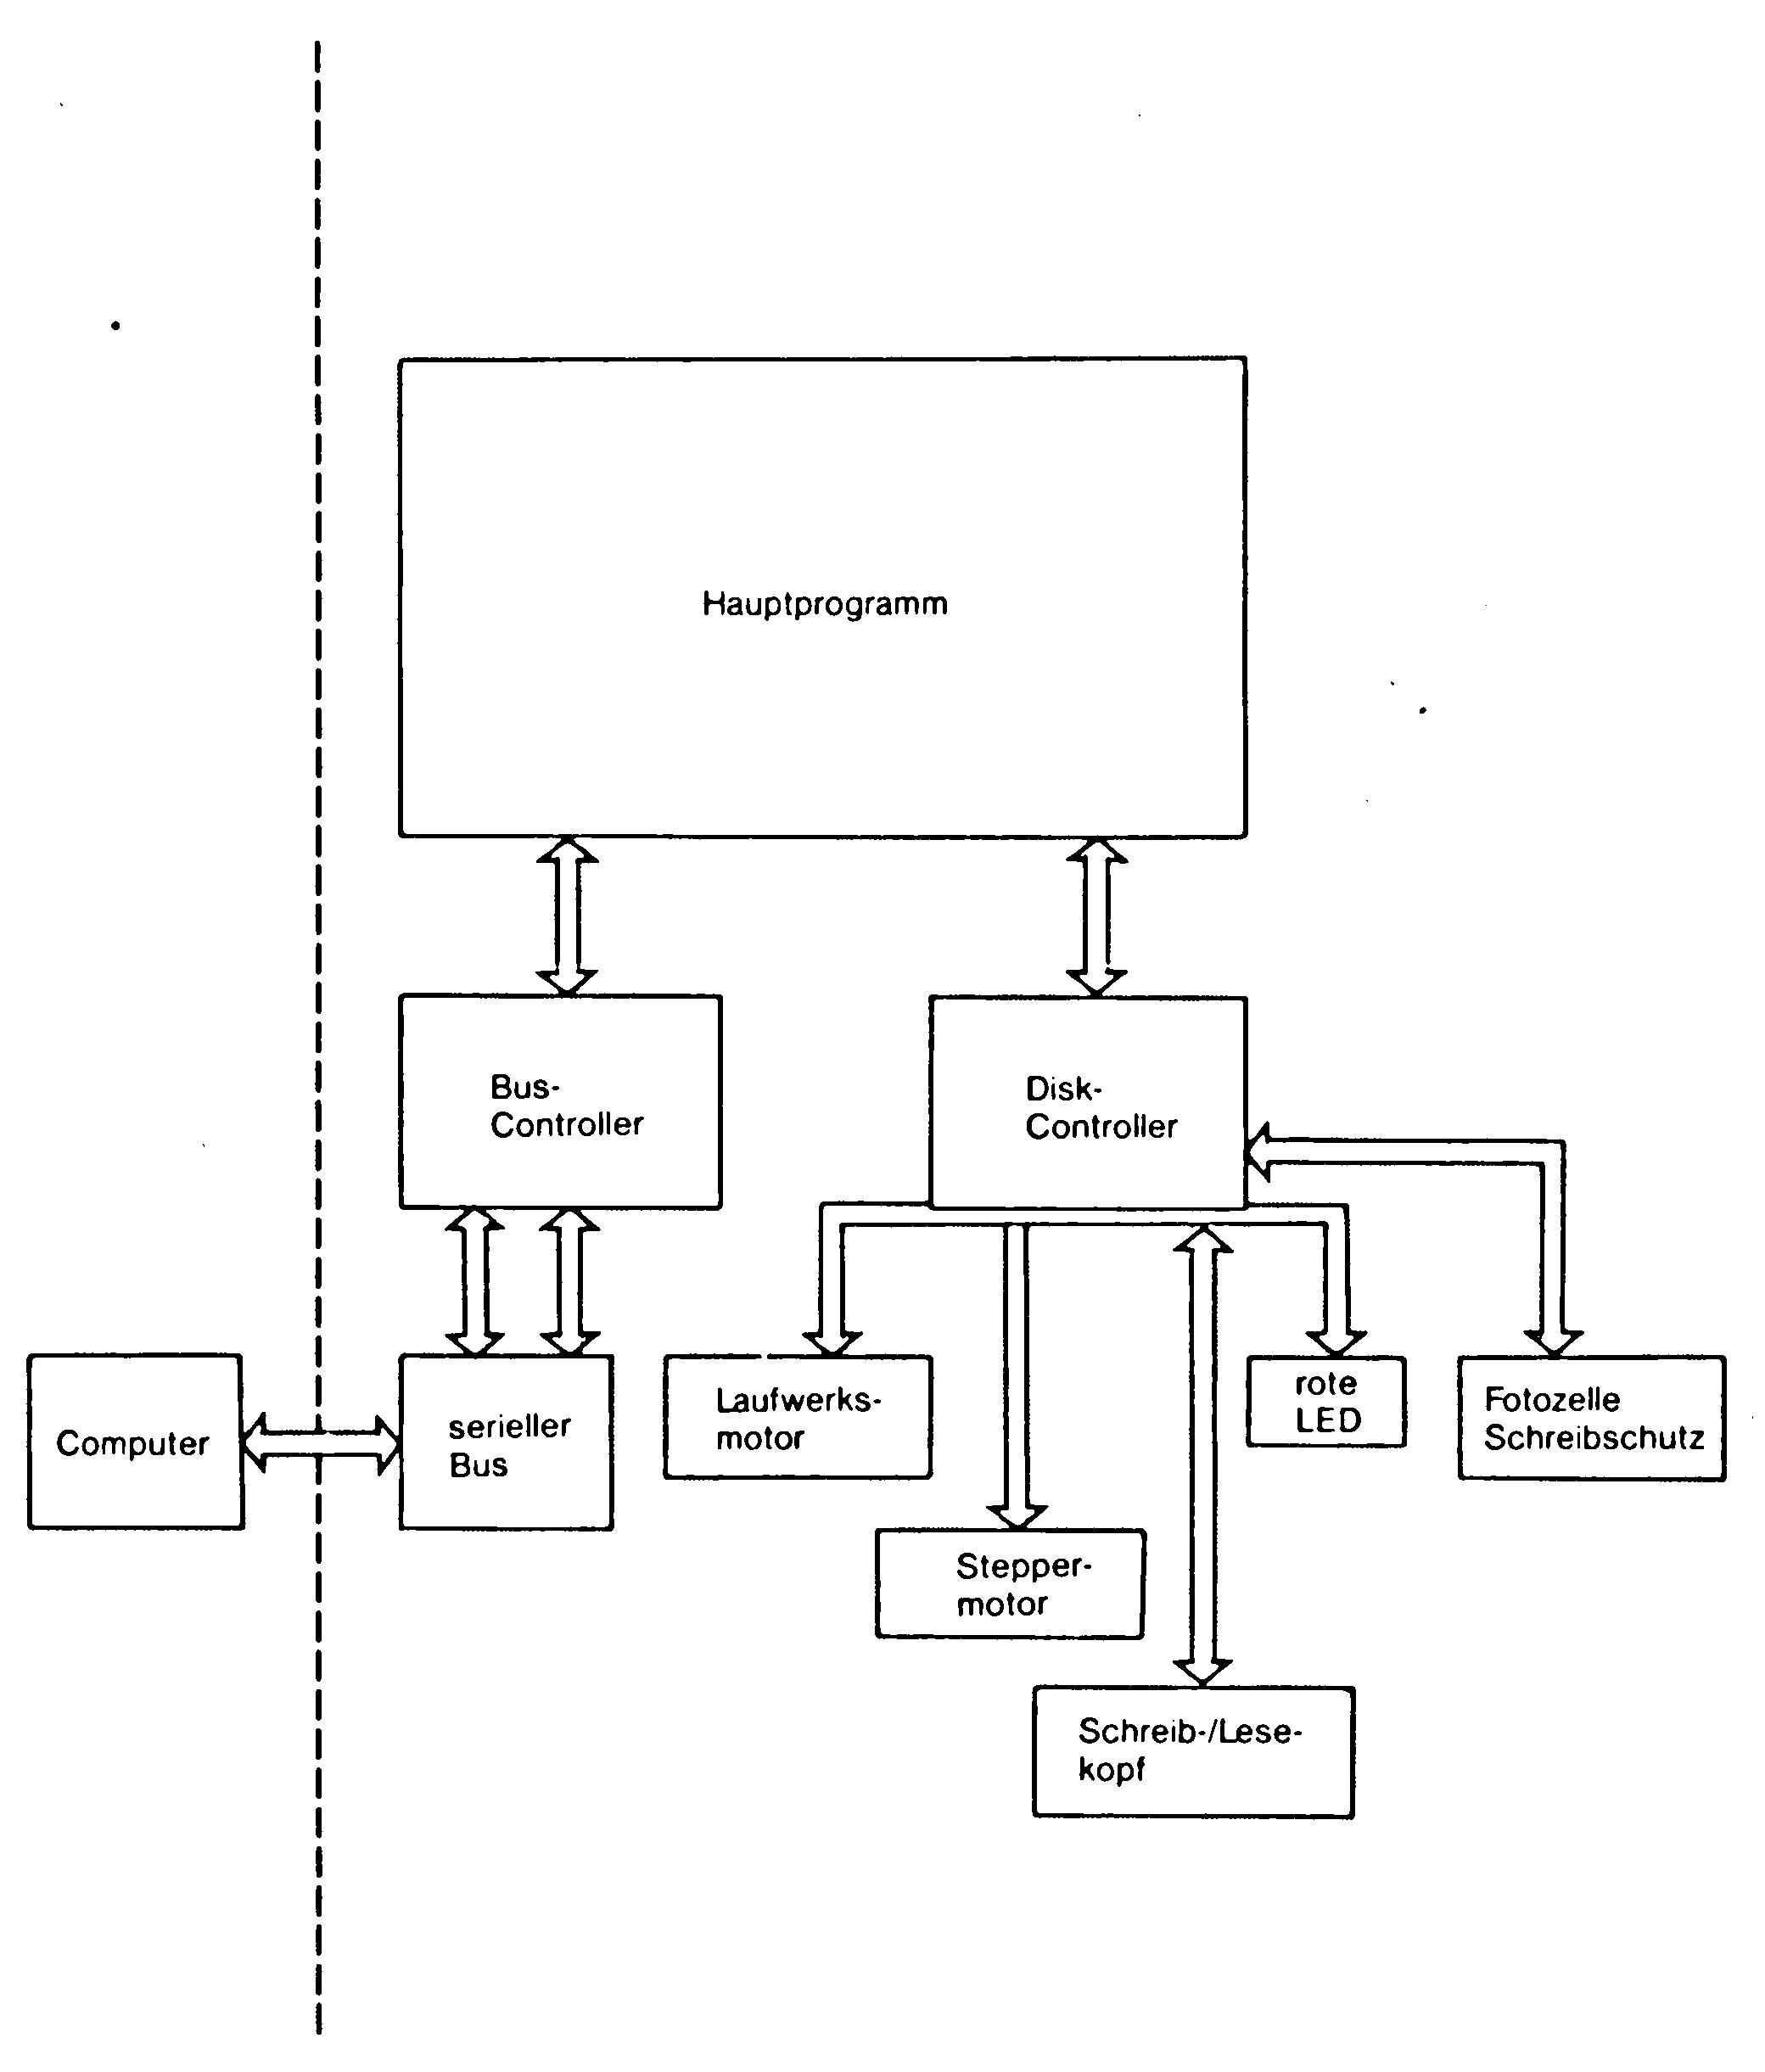 Hauptprogramm
Bus-
Controller
Disk-
Controller
Computer
serieller
Bus
Laufwerks-
motor
rote
LED
Fotozelle
Schreibschutz
Stepper-
motor
Schreib-/Lese-
kopf